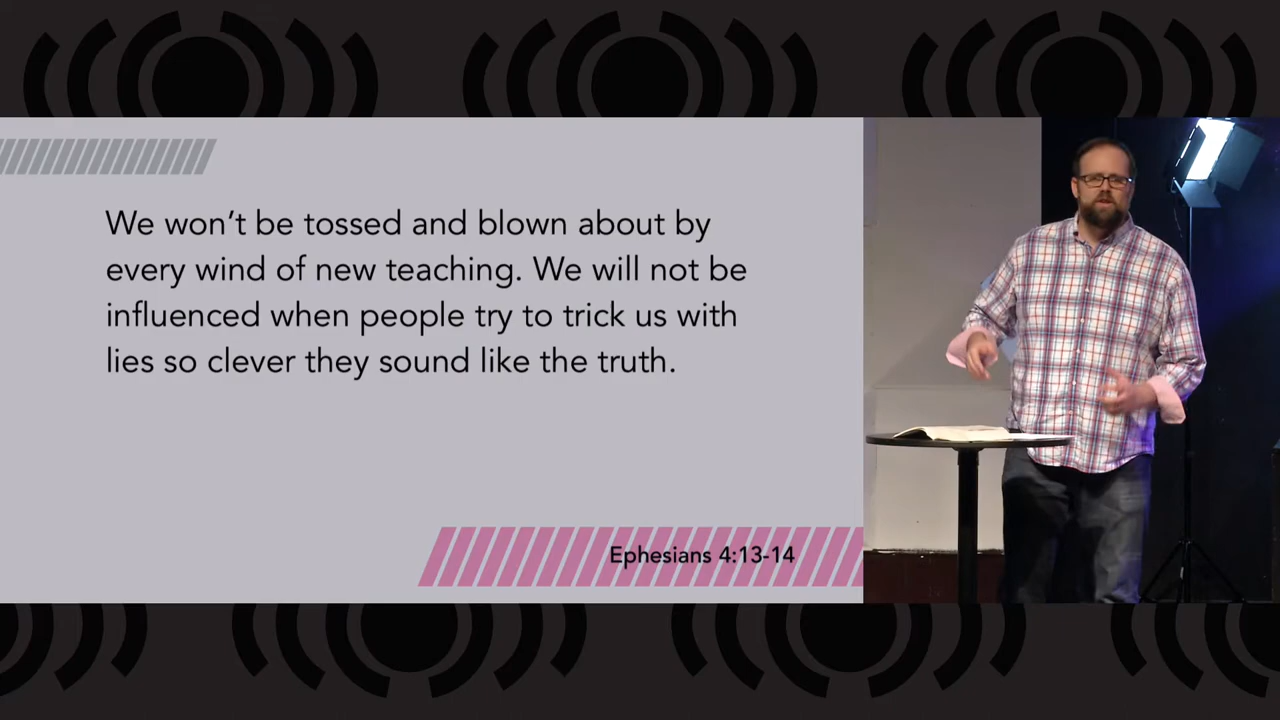 We won’t be tossed and blown about by
every wind of new teaching. We will not be
influenced when people try to trick us with
lies so clever they sound like the truth.
Ephesians 4:13-14